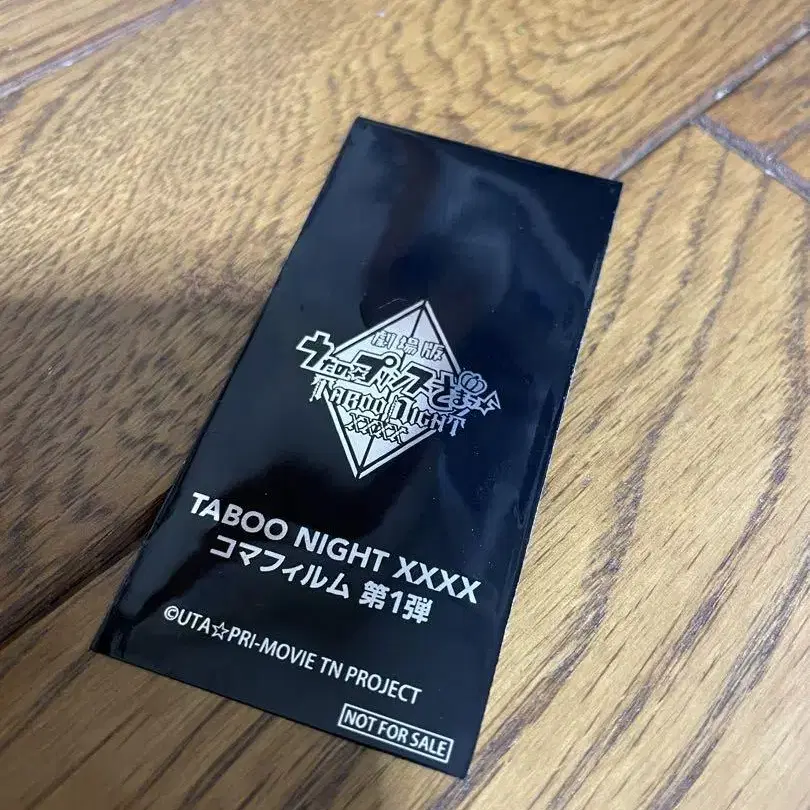 劇場版
うたの☆プリンスさまっ♪
TABOO NIGHT
XXXX
TABOO NIGHT XXXX
コマフィルム 第1弾
©UTA☆PRI-MOVIE TN PROJECT
NOT FOR SALE